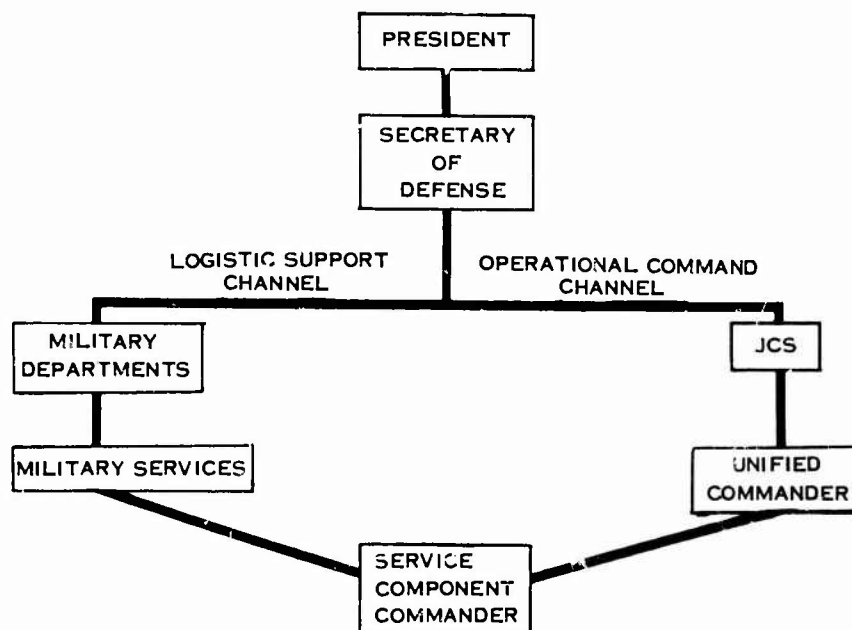 PRESIDENT
SECRETARY
OF
DEFENSE
LOGISTIC SUPPORT
CHANNEL
OPERATIONAL COMMAND
CHANNEL
MILITARY
DEPARTMENTS
JCS
MILITARY SERVICES
UNIFIED
COMMANDER
SERVICE
COMPONENT
COMMANDER